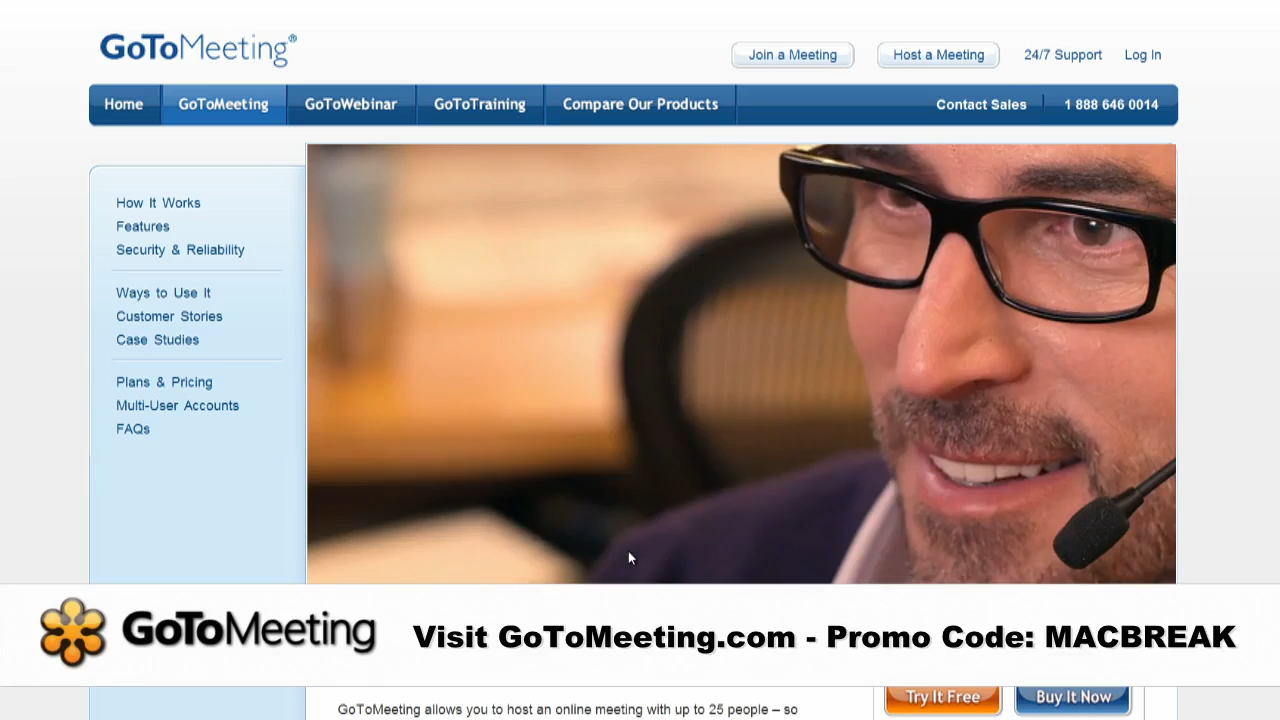 GoToMeeting®
Join a Meeting
Host a Meeting
24/7 Support
Log In
Home
GoToMeeting
GoToWebinar
GoToTraining
Compare Our Products
Contact Sales
1 888 646 0014
How It Works
Features
Security & Reliability
Ways to Use It
Customer Stories
Case Studies
Plans & Pricing
Multi-User Accounts
FAQs
GoToMeeting
Visit GoToMeeting.com - Promo Code: MACBREAK
Try It Free
Buy It Now
GoToMeeting allows you to host an online meeting with up to 25 people – so